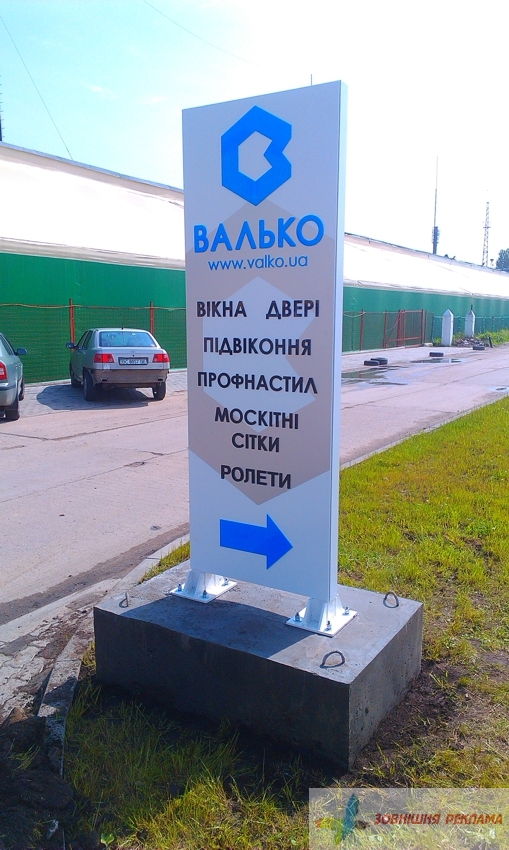 ВАЛЬКО
www.valko.ua
ВІКНА ДВЕРІ
ПІДВІКОННЯ
ПРОФНАСТИЛ
МОСКІТНІ
СІТКИ
РОЛЕТИ
ЗОВНІШНЯ РЕКЛАМА